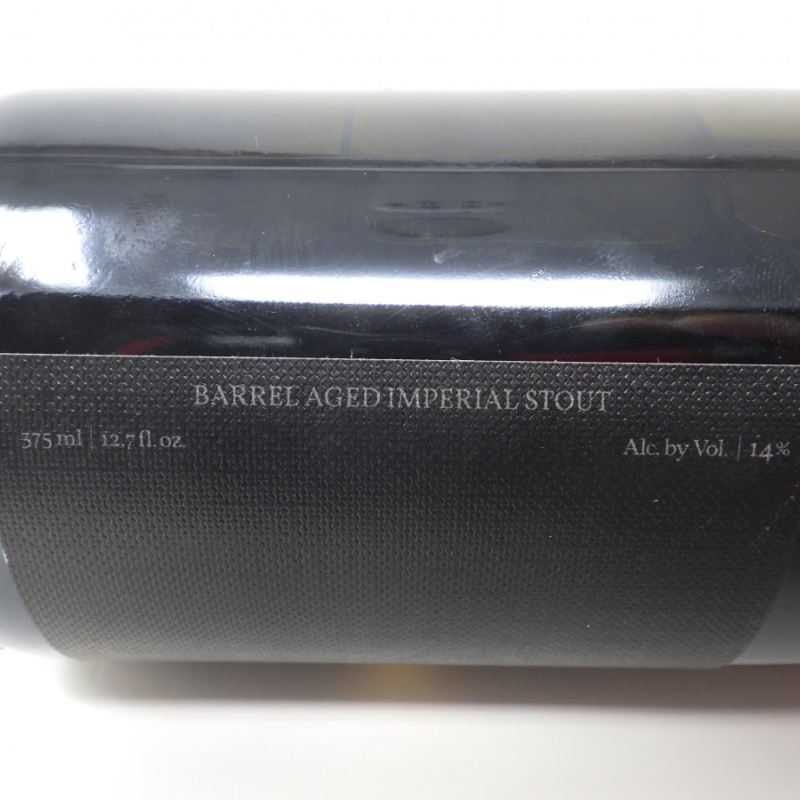 BARREL AGED IMPERIAL STOUT
375 ml | 12.7 fl. oz.
Alc. by Vol. | 14%